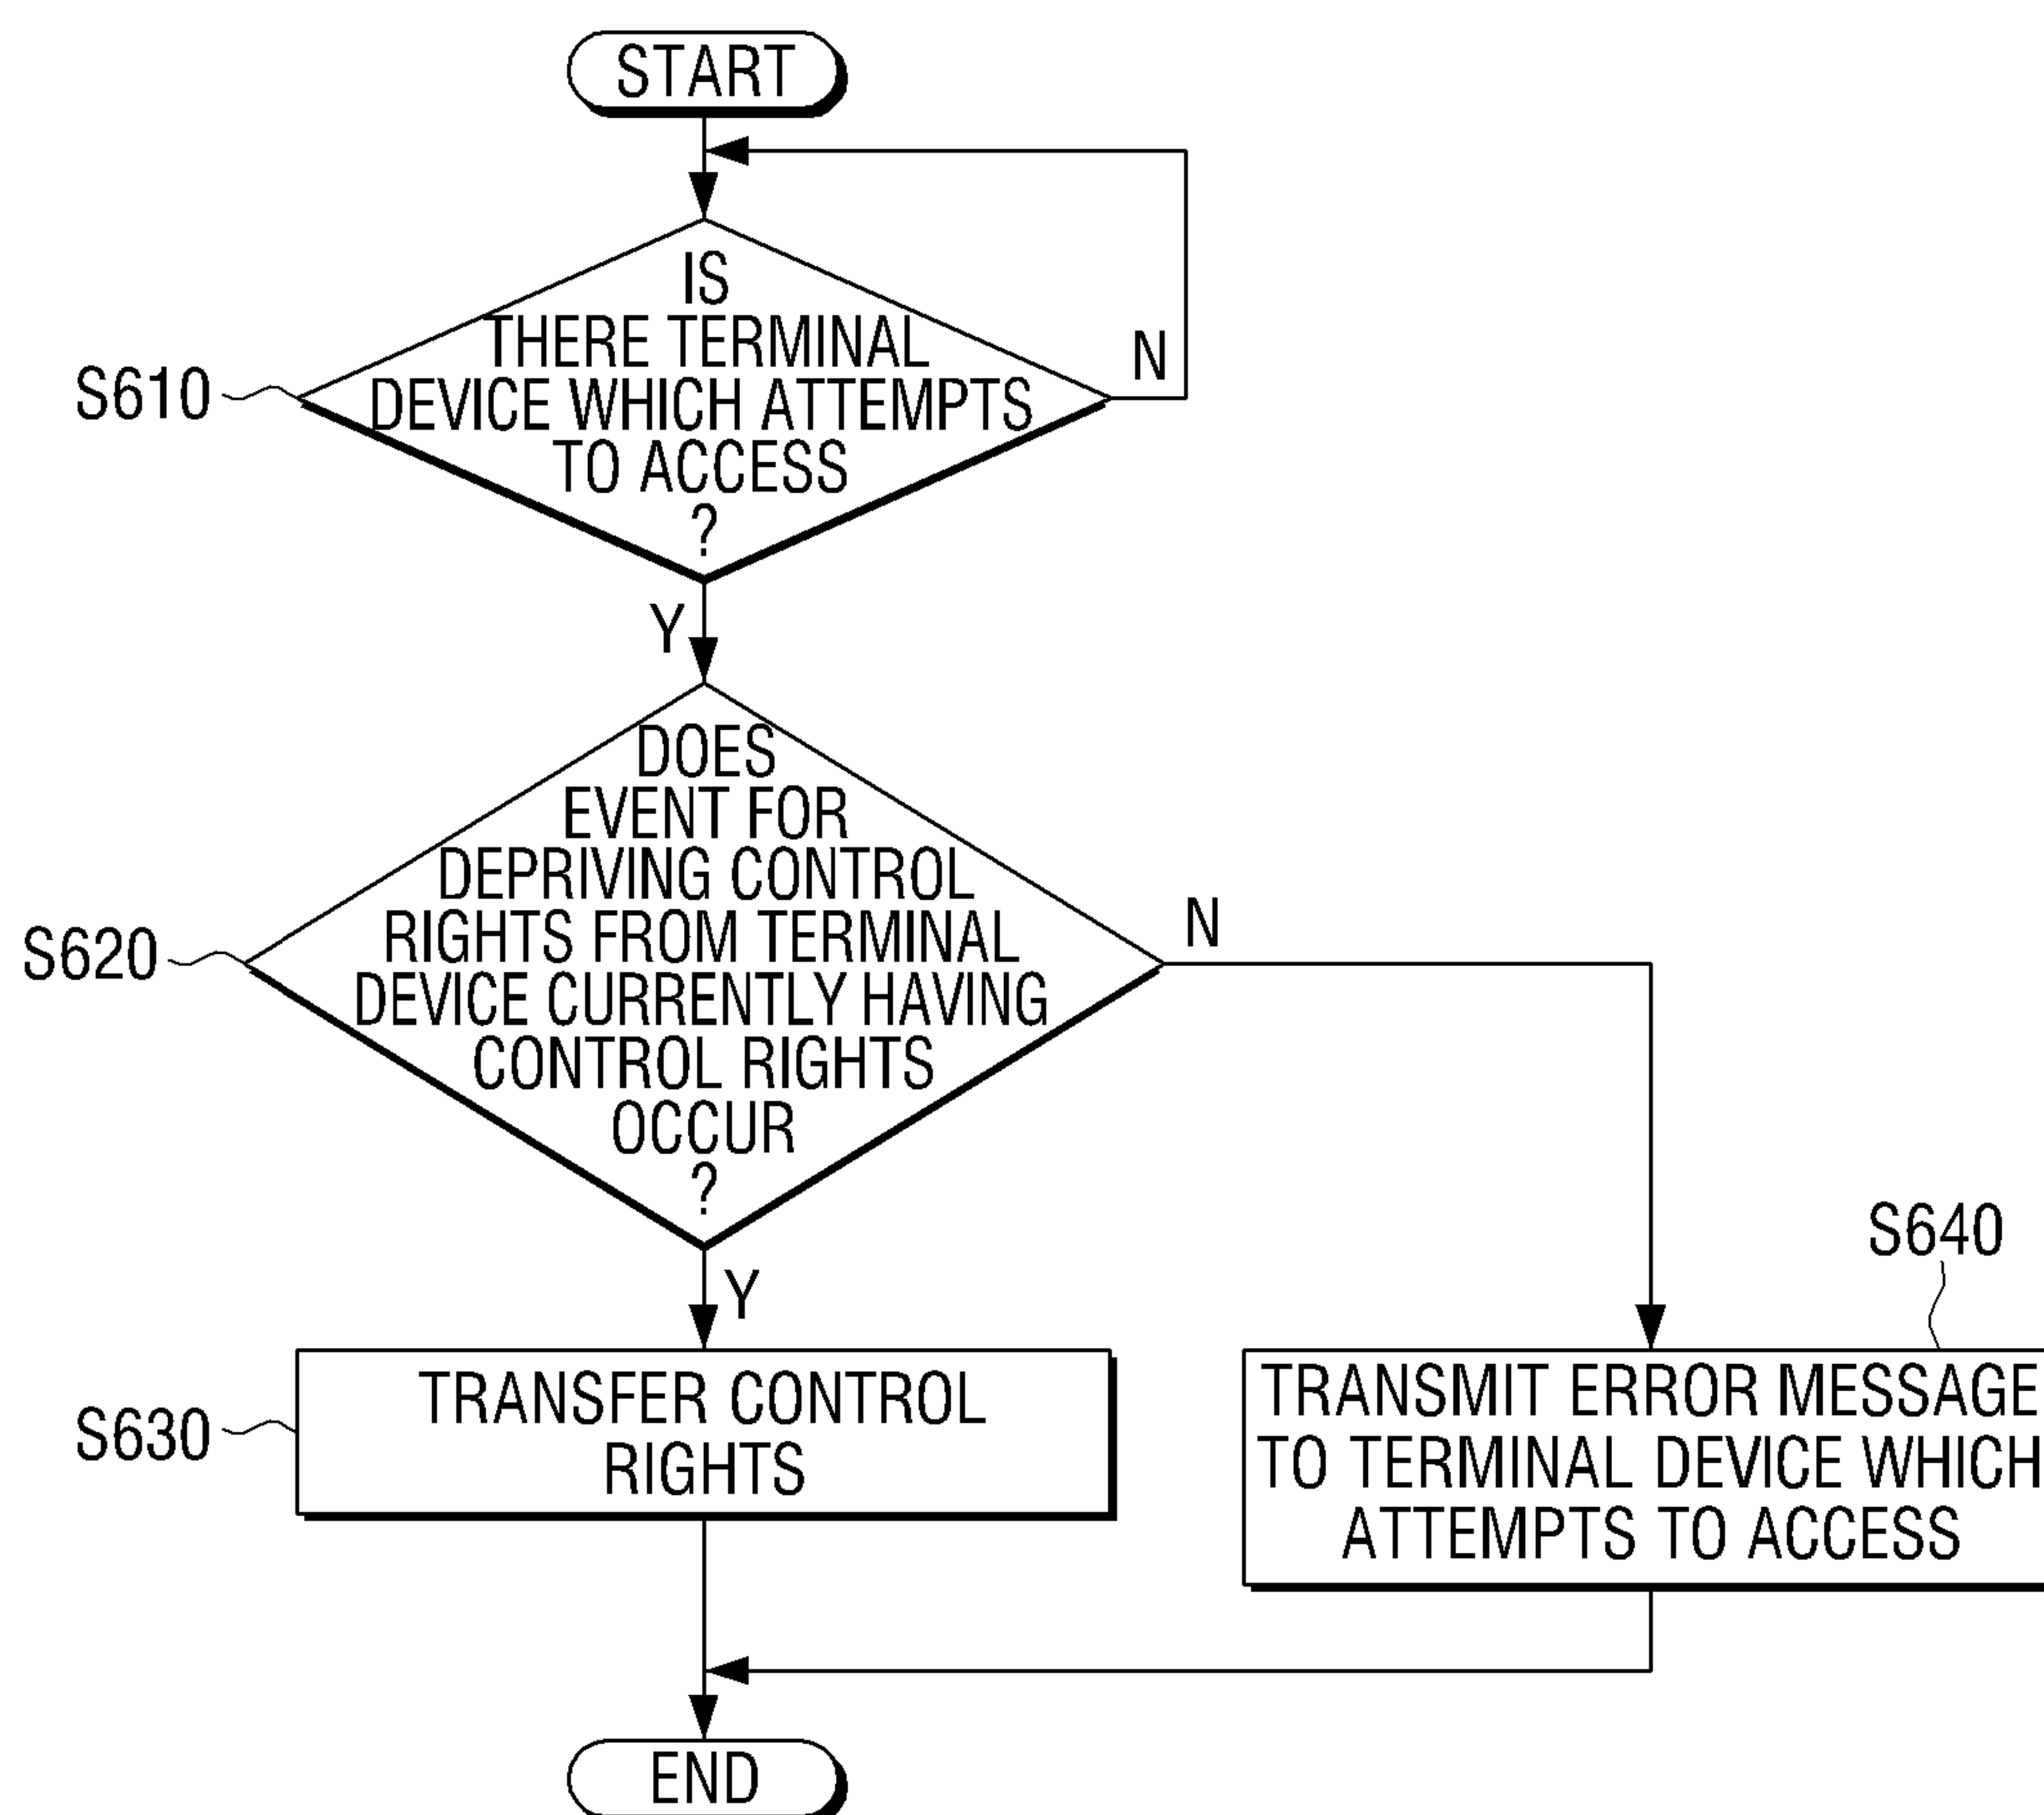 START
IS
THERE TERMINAL
DEVICE WHICH ATTEMPTS
TO ACCESS
?
N
S610
Y
DOES
EVENT FOR
DEPRIVING CONTROL
RIGHTS FROM TERMINAL
DEVICE CURRENTLY HAVING
CONTROL RIGHTS
OCCUR
?
N
S620
Y
S640
TRANSFER CONTROL
RIGHTS
S630
TRANSMIT ERROR MESSAGE
TO TERMINAL DEVICE WHICH
ATTEMPTS TO ACCESS
END